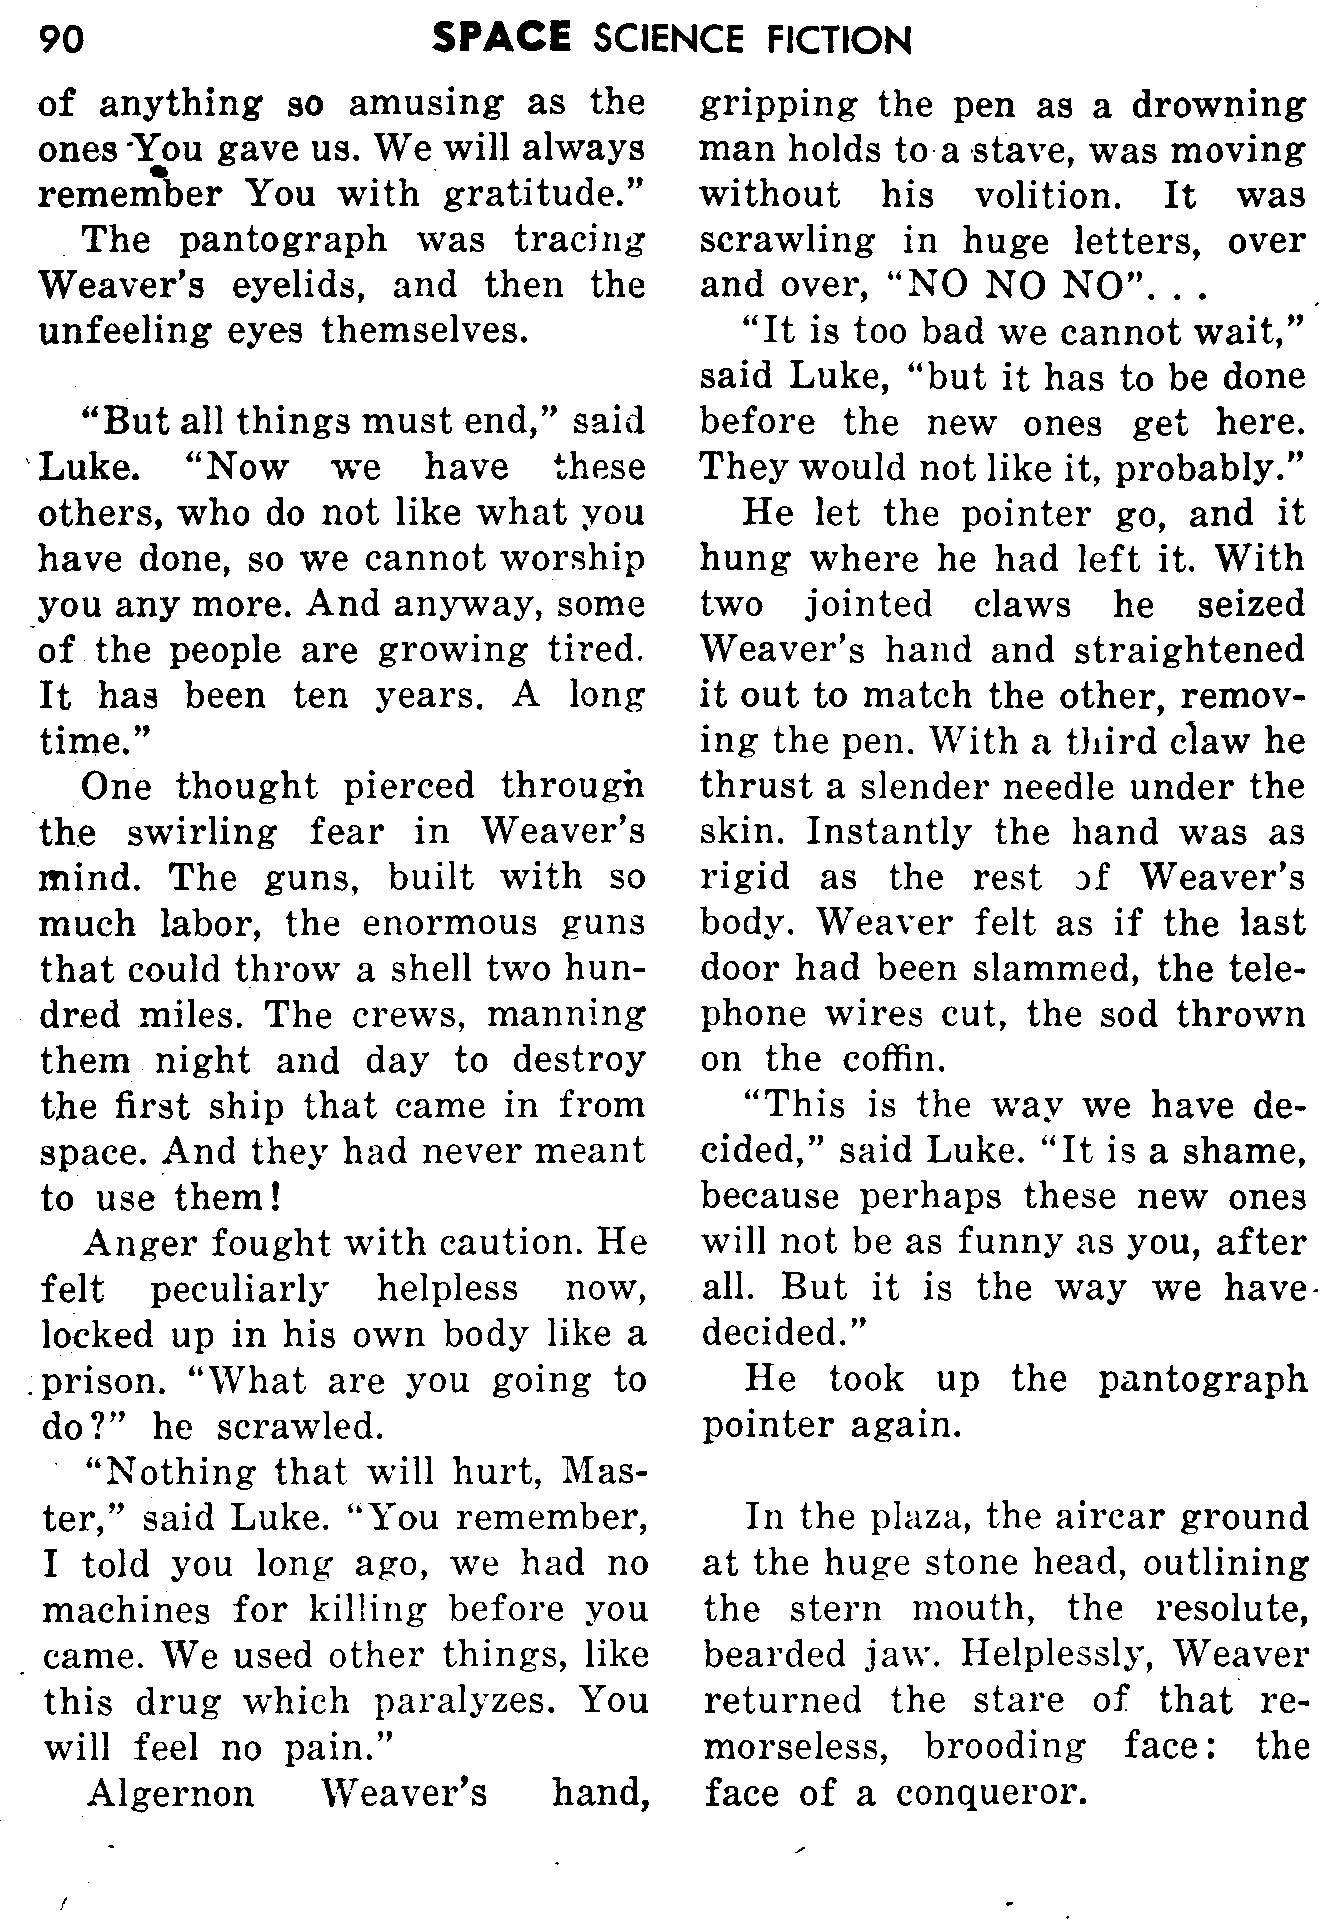 90 SPACE SCIENCE FICTION
of anything so amusing as the
ones You gave us. We will always
remember You with gratitude."
The pantograph was tracing
Weaver's eyelids, and then the
unfeeling eyes themselves.
"But all things must end," said
Luke. "Now we have these
others, who do not like what you
have done, so we cannot worship
you any more. And anyway, some
of the people are growing tired.
It has been ten years. A long
time."
One thought pierced through
the swirling fear in Weaver's
mind. The guns, built with so
much labor, the enormous guns
that could throw a shell two hun-
dred miles. The crews, manning
them night and day to destroy
the first ship that came in from
space. And they had never meant
to use them!
Anger fought with caution. He
felt peculiarly helpless now,
locked up in his own body like a
prison. "What are you going to
do?" he scrawled.
"Nothing that will hurt, Mas-
ter," said Luke. "You remember,
I told you long ago, we had no
machines for killing before you
came. We used other things, like
this drug which paralyzes. You
will feel no pain."
Algernon Weaver's hand,
gripping the pen as a drowning
man holds to a stave, was moving
without his volition. It was
scrawling in huge letters, over
and over, "NO NO NO". . .
"It is too bad we cannot wait,"
said Luke, "but it has to be done
before the new ones get here.
They would not like it, probably."
He let the pointer go, and it
hung where he had left it. With
two jointed claws he seized
Weaver's hand and straightened
it out to match the other, remov-
ing the pen. With a third claw he
thrust a slender needle under the
skin. Instantly the hand was as
rigid as the rest of Weaver's
body. Weaver felt as if the last
door had been slammed, the tele-
phone wires cut, the sod thrown
on the coffin.
"This is the way we have de-
cided," said Luke. "It is a shame,
because perhaps these new ones
will not be as funny as you, after
all. But it is the way we have
decided."
He took up the pantograph
pointer again.
In the plaza, the aircar ground
at the huge stone head, outlining
the stern mouth, the resolute,
bearded jaw. Helplessly, Weaver
returned the stare of that re-
morseless, brooding face: the
face of a conqueror.